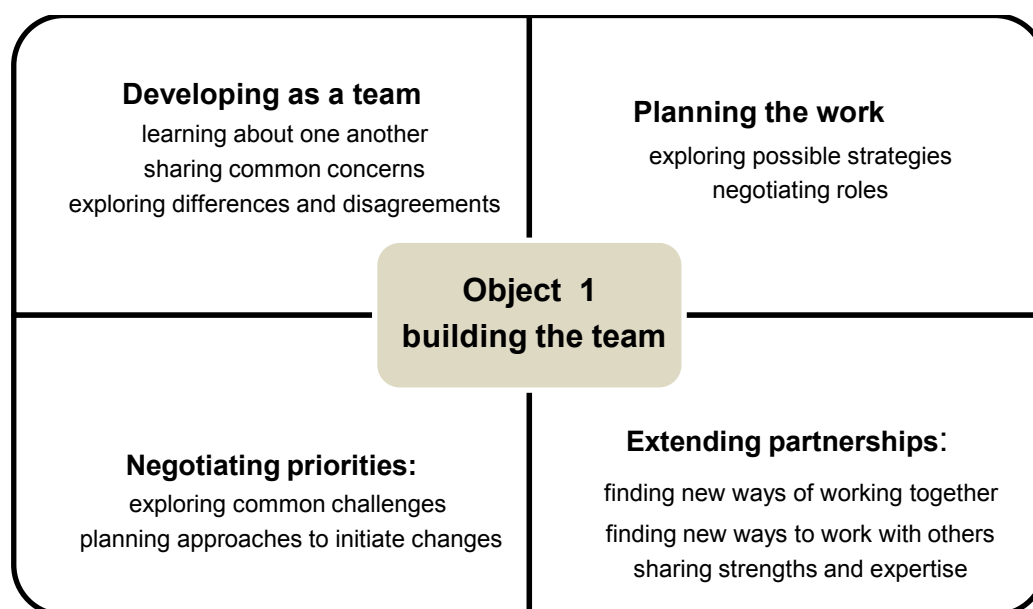 Developing as a team
learning about one another
sharing common concerns
exploring differences and disagreements
Planning the work
exploring possible strategies
negotiating roles
Object 1
building the team
Negotiating priorities:
exploring common challenges
planning approaches to initiate changes
Extending partnerships:
finding new ways of working together
finding new ways to work with others
sharing strengths and expertise